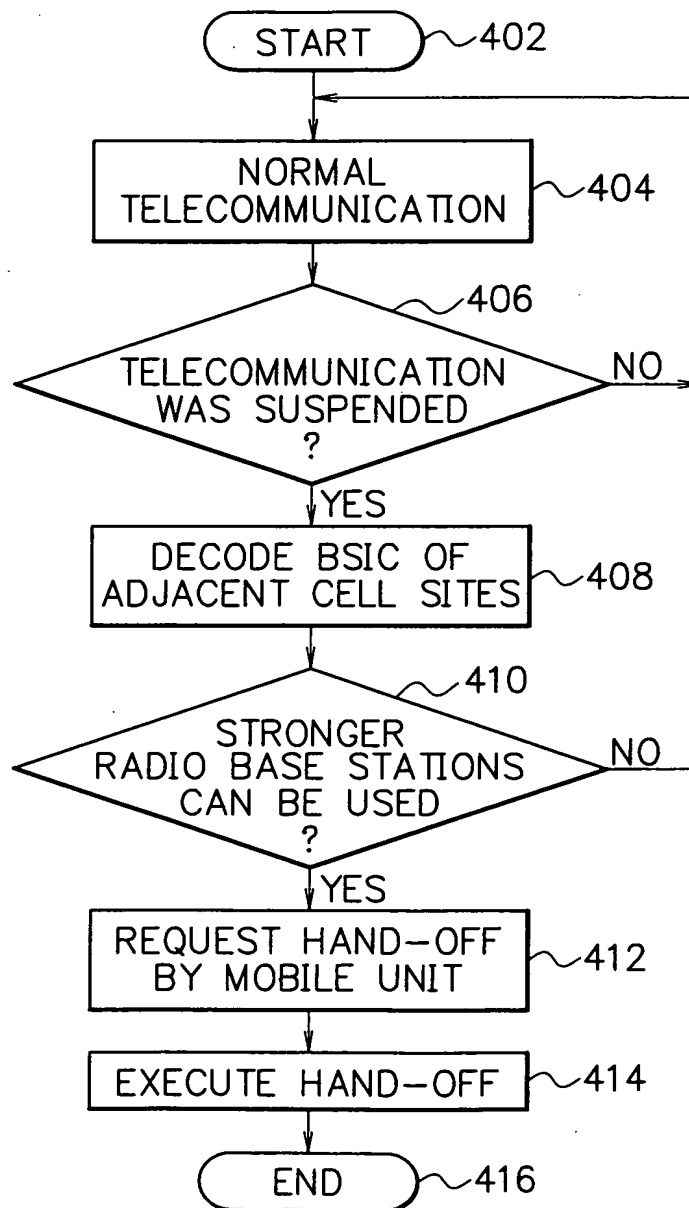 START
402
NORMAL
TELECOMMUNICATION
404
406
TELECOMMUNICATION
WAS SUSPENDED
?
NO
YES
DECODE BSIC OF
ADJACENT CELL SITES
408
410
STRONGER
RADIO BASE STATIONS
CAN BE USED
?
NO
YES
REQUEST HAND-OFF
BY MOBILE UNIT
412
EXECUTE HAND-OFF
414
END
416